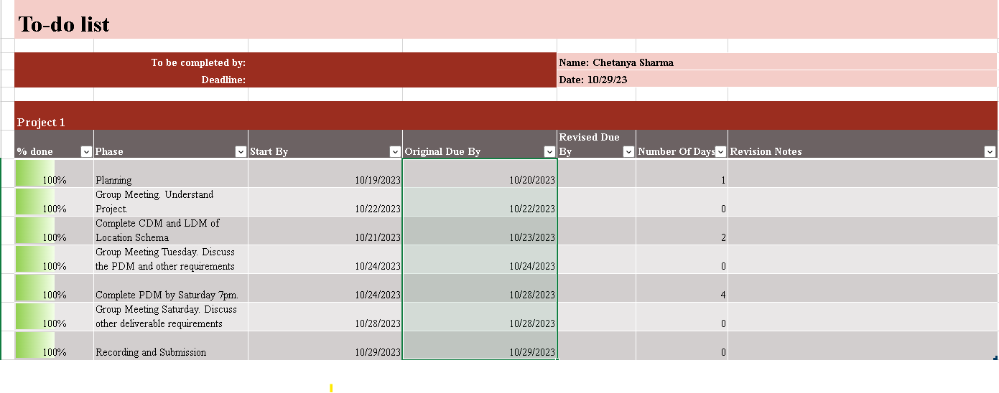 To-do list
To be completed by:
Name: Chetanya Sharma
Deadline:
Date: 10/29/23
Project 1
% done Phase Start By Original Due By Revised Due By Number Of Days Revision Notes
100% Planning 10/19/2023 10/20/2023 1
100% Group Meeting. Understand Project. 10/22/2023 10/22/2023 0
100% Complete CDM and LDM of Location Schema 10/21/2023 10/23/2023 2
100% Group Meeting Tuesday. Discuss the PDM and other requirements 10/24/2023 10/24/2023 0
100% Complete PDM by Saturday 7pm. 10/24/2023 10/28/2023 4
100% Group Meeting Saturday. Discuss other deliverable requirements 10/28/2023 10/28/2023 0
100% Recording and Submission 10/29/2023 10/29/2023 0